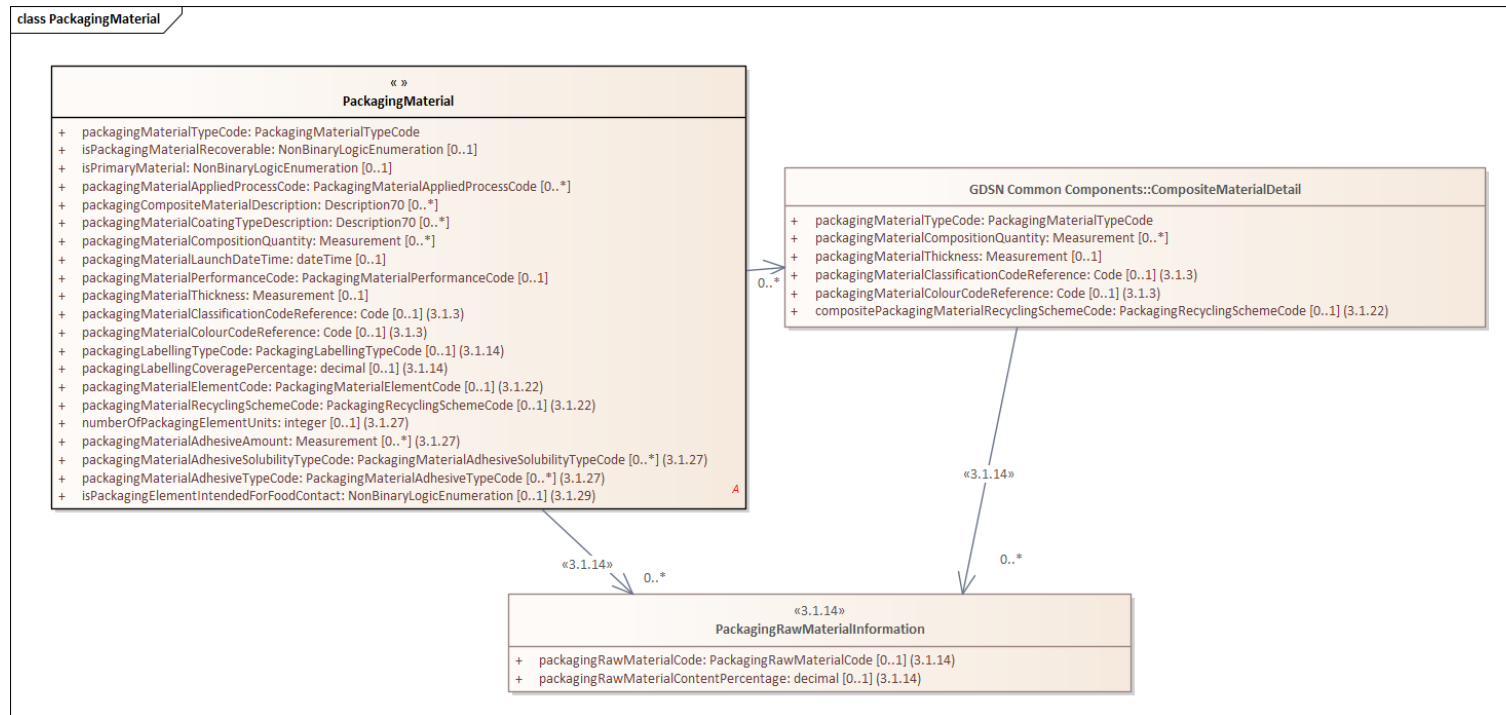 class PackagingMaterial
« »
PackagingMaterial
+ packagingMaterialTypeCode: PackagingMaterialTypeCode
+ isPackagingMaterialRecoverable: NonBinaryLogicEnumeration [0..1]
+ isPrimaryMaterial: NonBinaryLogicEnumeration [0..1]
+ packagingMaterialAppliedProcessCode: PackagingMaterialAppliedProcessCode [0..*]
+ packagingCompositeMaterialDescription: Description70 [0..*]
+ packagingMaterialCoatingTypeDescription: Description70 [0..*]
+ packagingMaterialCompositionQuantity: Measurement [0..*]
+ packagingMaterialLaunchDateTime: dateTime [0..1]
+ packagingMaterialPerformanceCode: PackagingMaterialPerformanceCode [0..1]
+ packagingMaterialThickness: Measurement [0..1]
+ packagingMaterialClassificationCodeReference: Code [0..1] (3.1.3)
+ packagingMaterialColourCodeReference: Code [0..1] (3.1.3)
+ packagingLabellingTypeCode: PackagingLabellingTypeCode [0..1] (3.1.14)
+ packagingLabellingCoveragePercentage: decimal [0..1] (3.1.14)
+ packagingMaterialElementCode: PackagingMaterialElementCode [0..1] (3.1.22)
+ packagingMaterialRecyclingSchemeCode: PackagingRecyclingSchemeCode [0..1] (3.1.22)
+ numberOfPackagingElementUnits: integer [0..1] (3.1.27)
+ packagingMaterialAdhesiveAmount: Measurement [0..*] (3.1.27)
+ packagingMaterialAdhesiveSolubilityTypeCode: PackagingMaterialAdhesiveSolubilityTypeCode [0..*] (3.1.27)
+ packagingMaterialAdhesiveTypeCode: PackagingMaterialAdhesiveTypeCode [0..*] (3.1.27)
+ isPackagingElementIntendedForFoodContact: NonBinaryLogicEnumeration [0..1] (3.1.29)
A
0..*
GDSN Common Components::CompositeMaterialDetail
+ packagingMaterialTypeCode: PackagingMaterialTypeCode
+ packagingMaterialCompositionQuantity: Measurement [0..*]
+ packagingMaterialThickness: Measurement [0..1]
+ packagingMaterialClassificationCodeReference: Code [0..1] (3.1.3)
+ packagingMaterialColourCodeReference: Code [0..1] (3.1.3)
+ compositePackagingMaterialRecyclingSchemeCode: PackagingRecyclingSchemeCode [0..1] (3.1.22)
«3.1.14»
0..*
«3.1.14»
0..*
«3.1.14»
PackagingRawMaterialInformation
+ packagingRawMaterialCode: PackagingRawMaterialCode [0..1] (3.1.14)
+ packagingRawMaterialContentPercentage: decimal [0..1] (3.1.14)